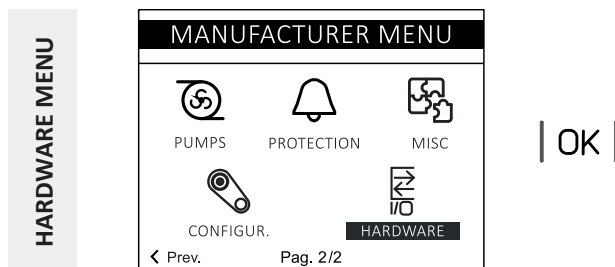 HARDWARE MENU
MANUFACTURER MENU
PUMPS PROTECTION MISC
I/O
CONFIGUR. HARDWARE
Prev. Pag. 2/2
OK